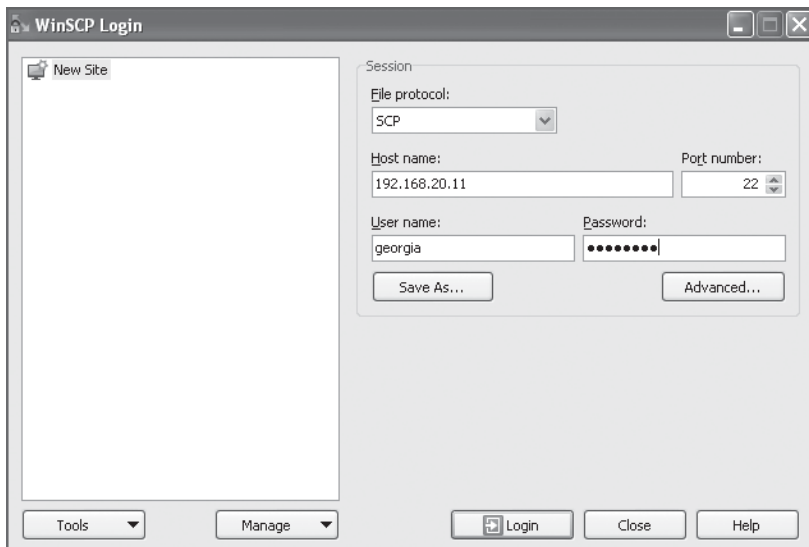 WinSCP Login
New Site
Session
File protocol:
SCP
Host name:
Port number:
192.168.20.11
22
User name:
Password:
georgia
●●●●●●●●
Save As...
Advanced...
Tools
Manage
Login
Close
Help